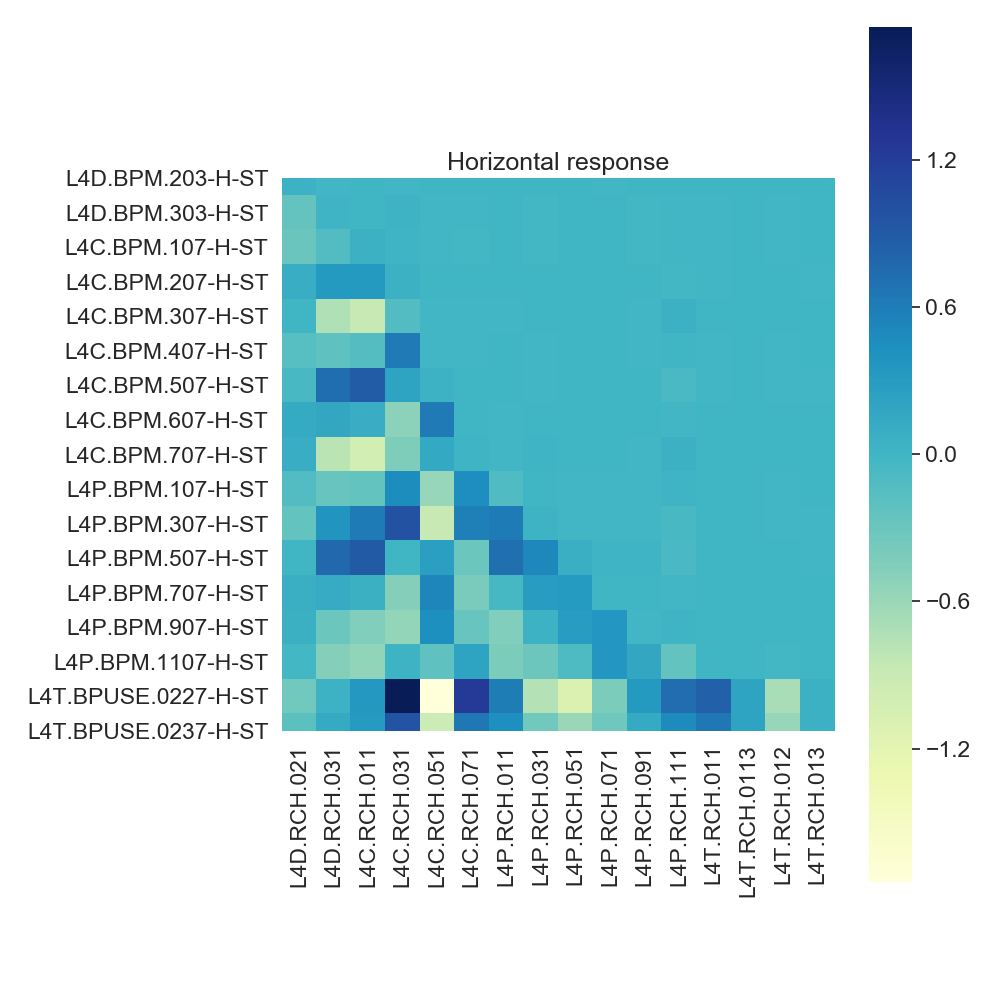 Horizontal response
L4D.BPM.203-H-ST
L4D.BPM.303-H-ST
L4C.BPM.107-H-ST
L4C.BPM.207-H-ST
L4C.BPM.307-H-ST
L4C.BPM.407-H-ST
L4C.BPM.507-H-ST
L4C.BPM.607-H-ST
L4C.BPM.707-H-ST
L4P.BPM.107-H-ST
L4P.BPM.307-H-ST
L4P.BPM.507-H-ST
L4P.BPM.707-H-ST
L4P.BPM.907-H-ST
L4P.BPM.1107-H-ST
L4T.BPUSE.0227-H-ST
L4T.BPUSE.0237-H-ST
L4D.RCH.021
L4D.RCH.031
L4C.RCH.011
L4C.RCH.031
L4C.RCH.051
L4C.RCH.071
L4P.RCH.011
L4P.RCH.031
L4P.RCH.051
L4P.RCH.071
L4P.RCH.091
L4P.RCH.111
L4T.RCH.011
L4T.RCH.0113
L4T.RCH.012
L4T.RCH.013
1.2
0.6
0.0
−0.6
−1.2